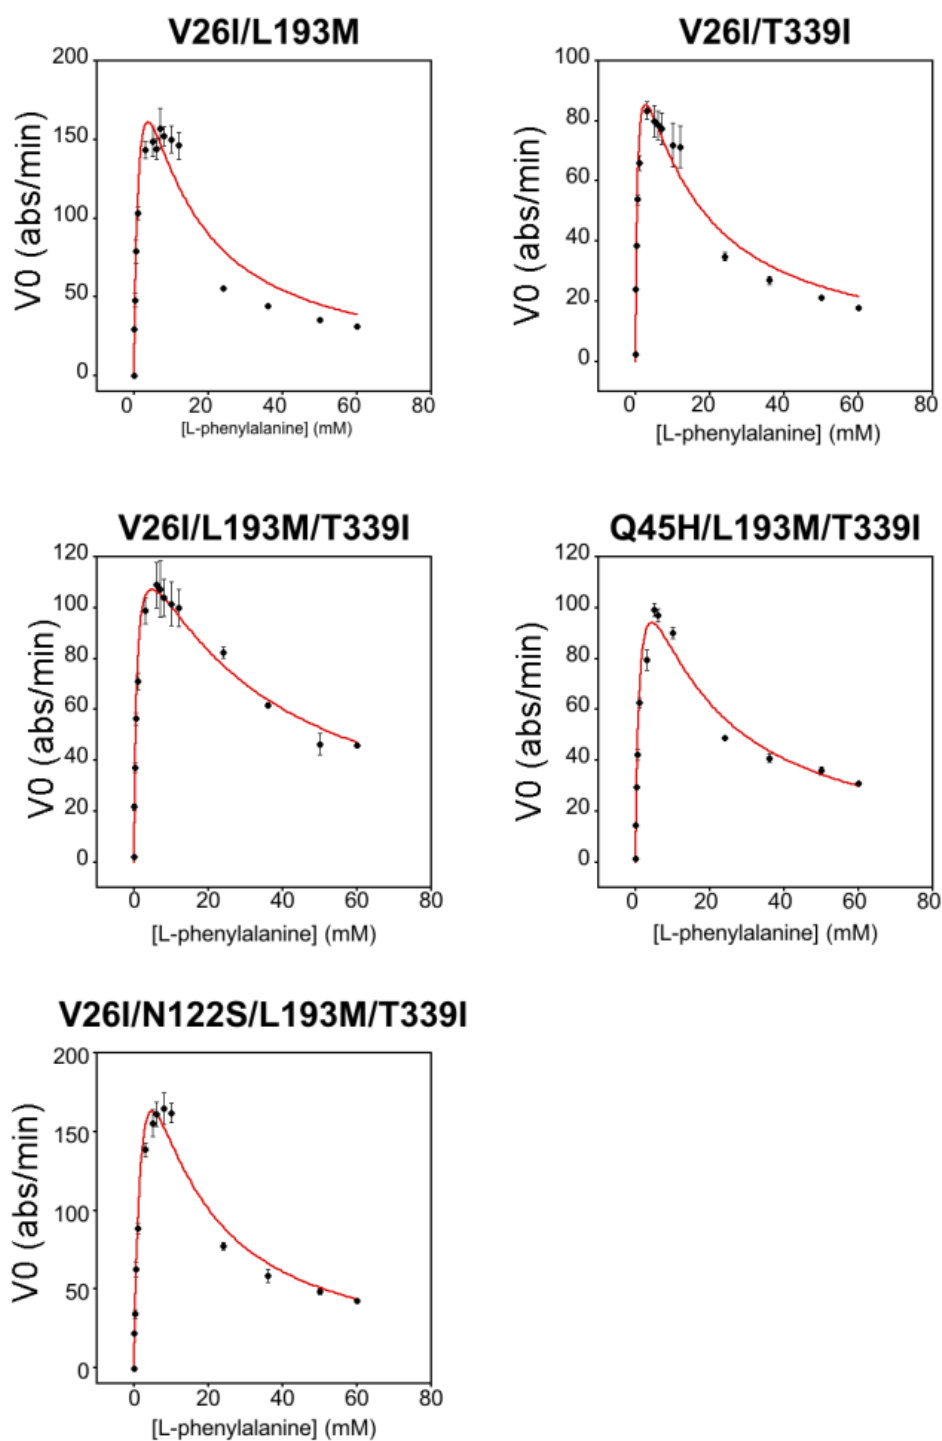 V26I/L193M
V0 (abs/min)
200
150
100
50
0
0 20 40 60 80
[L-phenylalanine] (mM)
V26I/T339I
V0 (abs/min)
100
80
60
40
20
0
0 20 40 60 80
[L-phenylalanine] (mM)
V26I/L193M/T339I
V0 (abs/min)
120
100
80
60
40
20
0
0 20 40 60 80
[L-phenylalanine] (mM)
Q45H/L193M/T339I
V0 (abs/min)
120
100
80
60
40
20
0
0 20 40 60 80
[L-phenylalanine] (mM)
V26I/N122S/L193M/T339I
V0 (abs/min)
200
150
100
50
0
0 20 40 60 80
[L-phenylalanine] (mM)